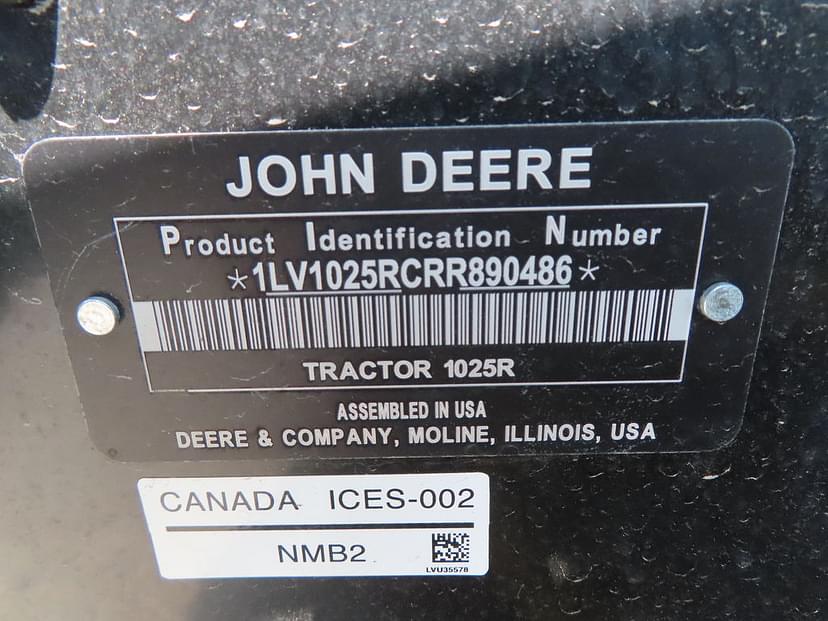 JOHN DEERE
Product Identification Number
*1LV1025RCRR890486*
TRACTOR 1025R
ASSEMBLED IN USA
DEERE & COMPANY, MOLINE, ILLINOIS, USA
CANADA ICES-002
NMB2
LVU35578